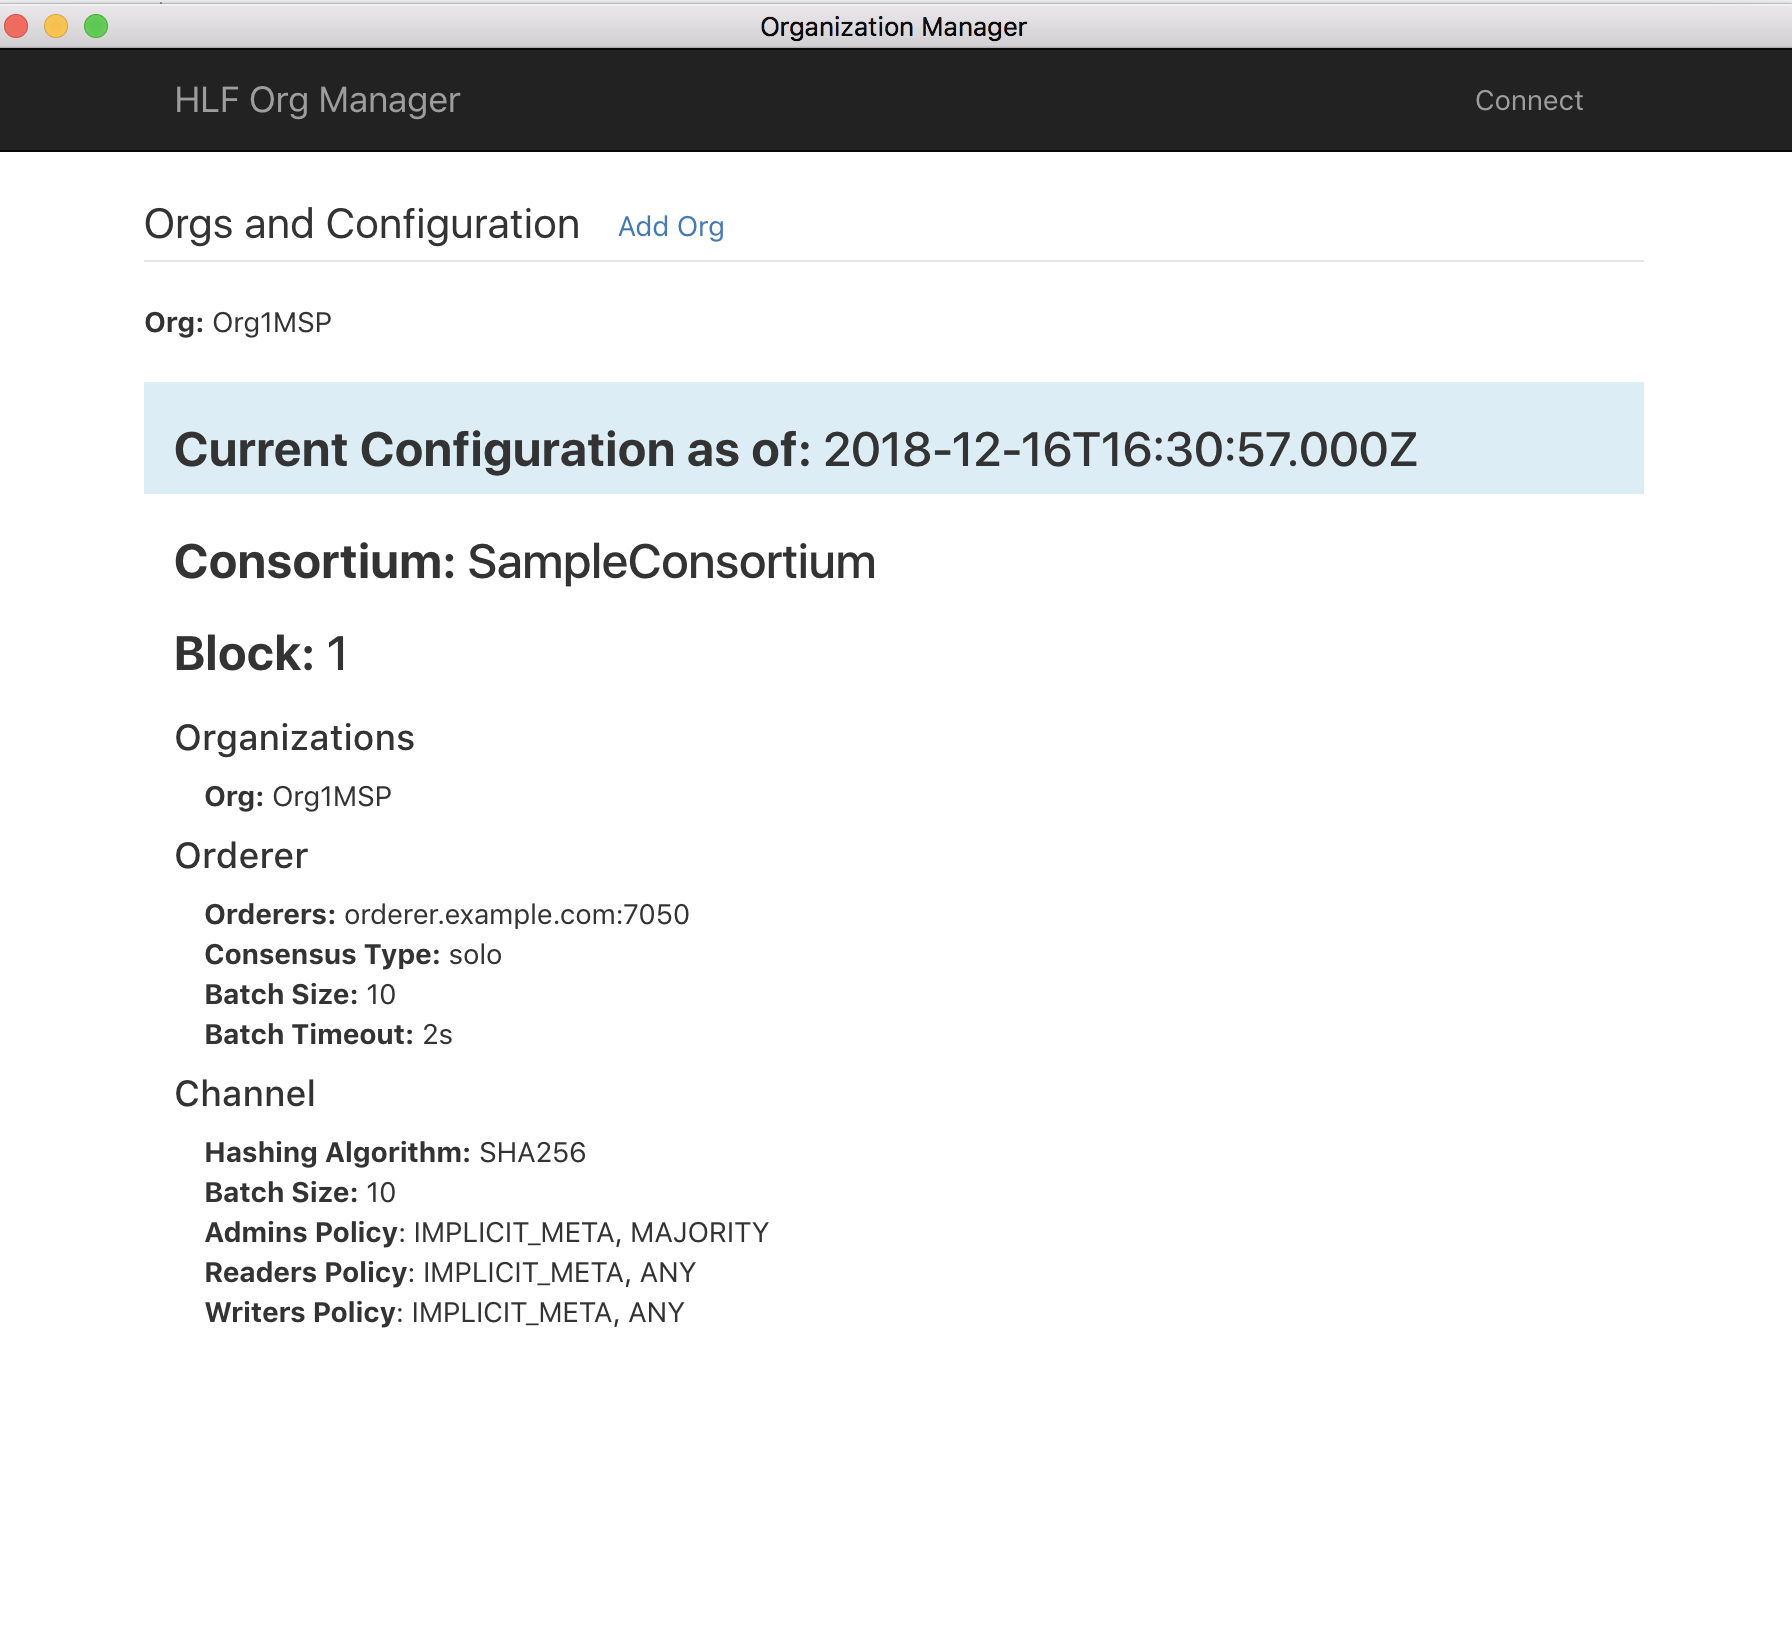 Organization Manager
HLF Org Manager Connect
Orgs and Configuration Add Org
Org: Org1MSP
Current Configuration as of: 2018-12-16T16:30:57.000Z
Consortium: SampleConsortium
Block: 1
Organizations
Org: Org1MSP
Orderer
Orderers: orderer.example.com:7050
Consensus Type: solo
Batch Size: 10
Batch Timeout: 2s
Channel
Hashing Algorithm: SHA256
Batch Size: 10
Admins Policy: IMPLICIT_META, MAJORITY
Readers Policy: IMPLICIT_META, ANY
Writers Policy: IMPLICIT_META, ANY